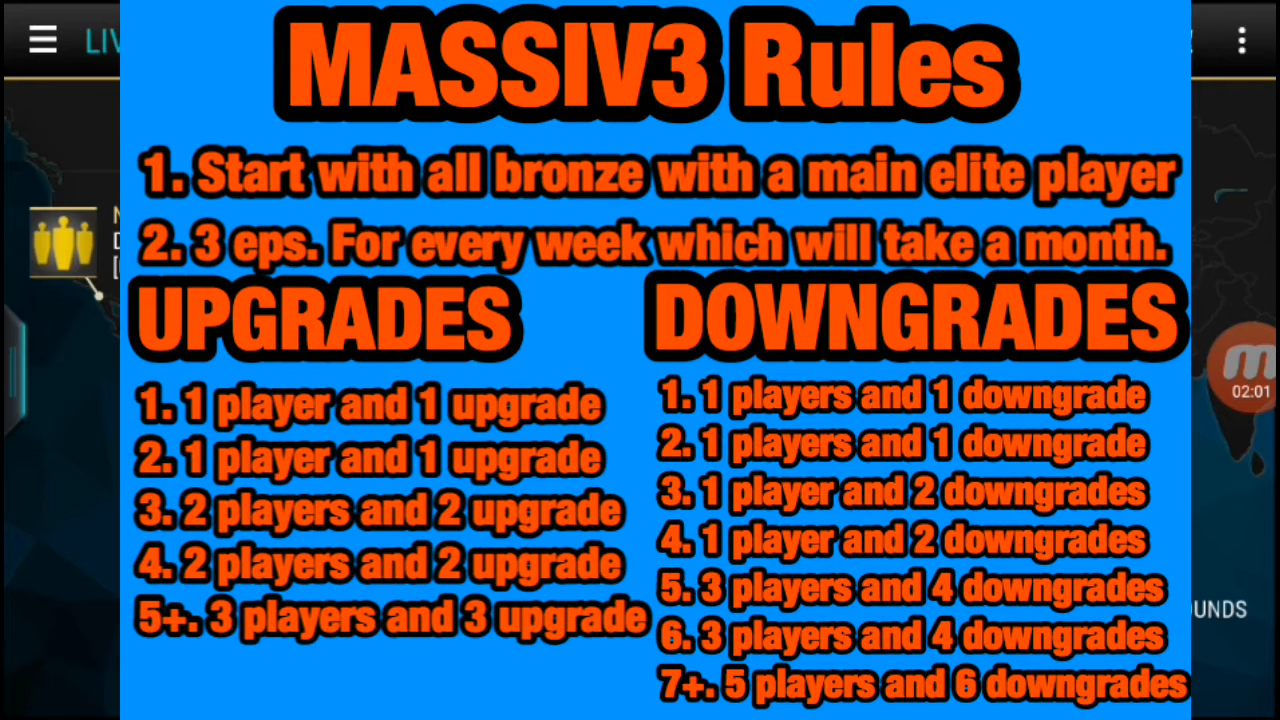 LIV
MASSIV3 Rules
1. Start with all bronze with a main elite player
2. 3 eps. For every week which will take a month.
UPGRADES
1. 1 player and 1 upgrade
2. 1 player and 1 upgrade
3. 2 players and 2 upgrade
4. 2 players and 2 upgrade
5+. 3 players and 3 upgrade
DOWNGRADES
1. 1 players and 1 downgrade
2. 1 players and 1 downgrade
3. 1 player and 2 downgrades
4. 1 player and 2 downgrades
5. 3 players and 4 downgrades
6. 3 players and 4 downgrades
7+. 5 players and 6 downgrades
02:01
UNDS